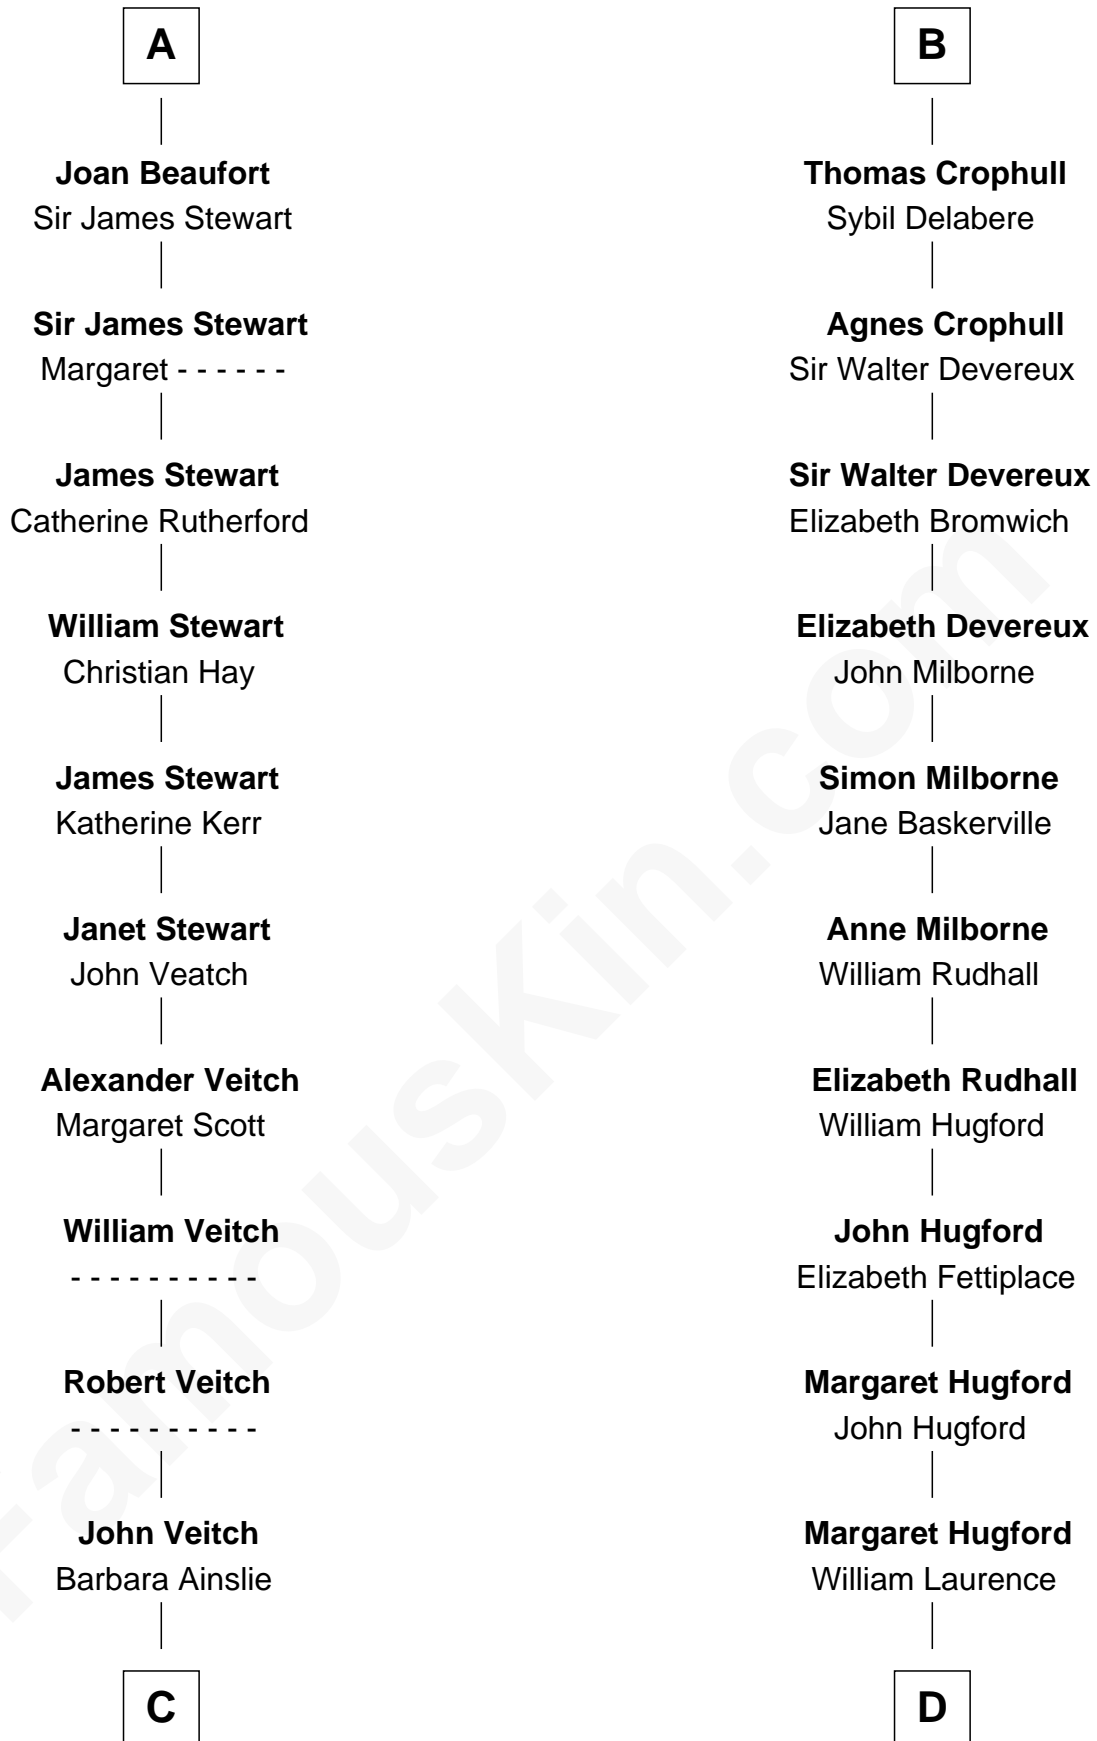 A
Joan Beaufort
Sir James Stewart
Sir James Stewart
Margaret - - - - - -
James Stewart
Catherine Rutherford
William Stewart
Christian Hay
James Stewart
Katherine Kerr
Janet Stewart
John Veatch
Alexander Veitch
Margaret Scott
William Veitch
- - - - - - - - - -
Robert Veitch
- - - - - - - - - -
John Veitch
Barbara Ainslie
C
B
Thomas Crophull
Sybil Delabere
Agnes Crophull
Sir Walter Devereux
Sir Walter Devereux
Elizabeth Bromwich
Elizabeth Devereux
John Milborne
Simon Milborne
Jane Baskerville
Anne Milborne
William Rudhall
Elizabeth Rudhall
William Hugford
John Hugford
Elizabeth Fettiplace
Margaret Hugford
John Hugford
Margaret Hugford
William Laurence
D
FamousKin.com